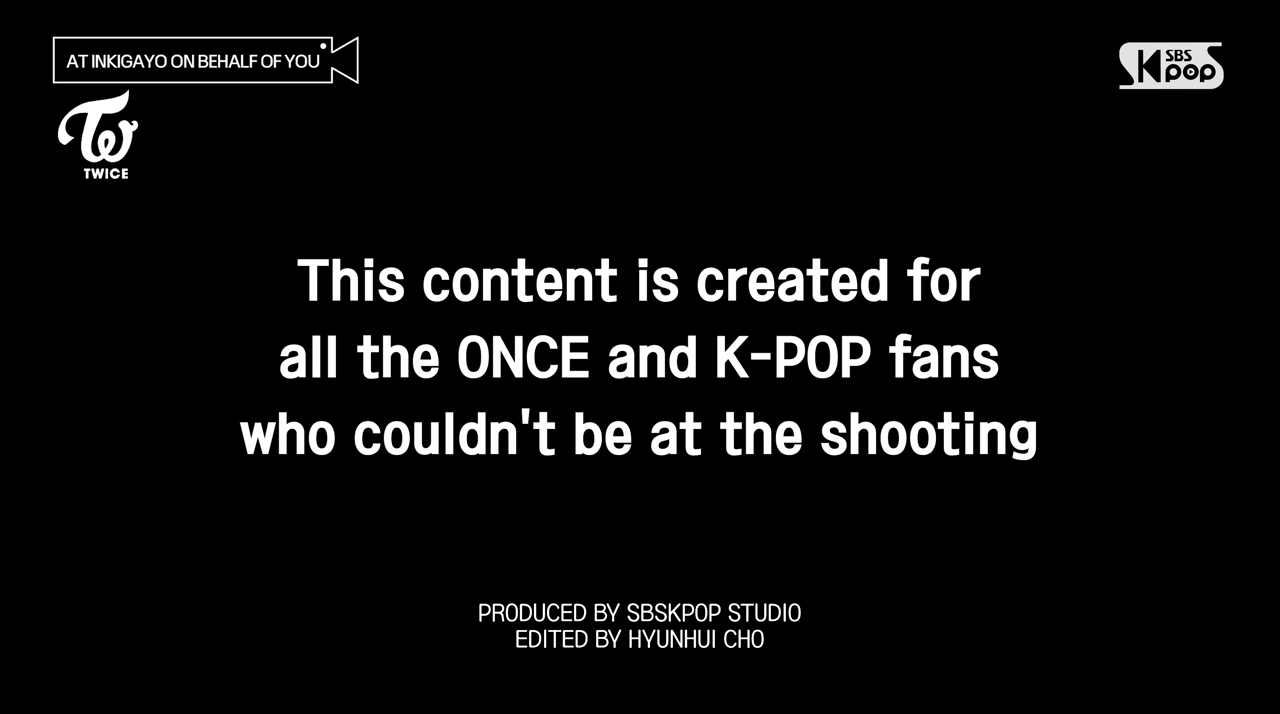 AT INKIGAYO ON BEHALF OF YOU
SBS
Kpop
TW
TWICE
This content is created for
all the ONCE and K-POP fans
who couldn't be at the shooting
PRODUCED BY SBSKPOP STUDIO
EDITED BY HYUNHUI CHO